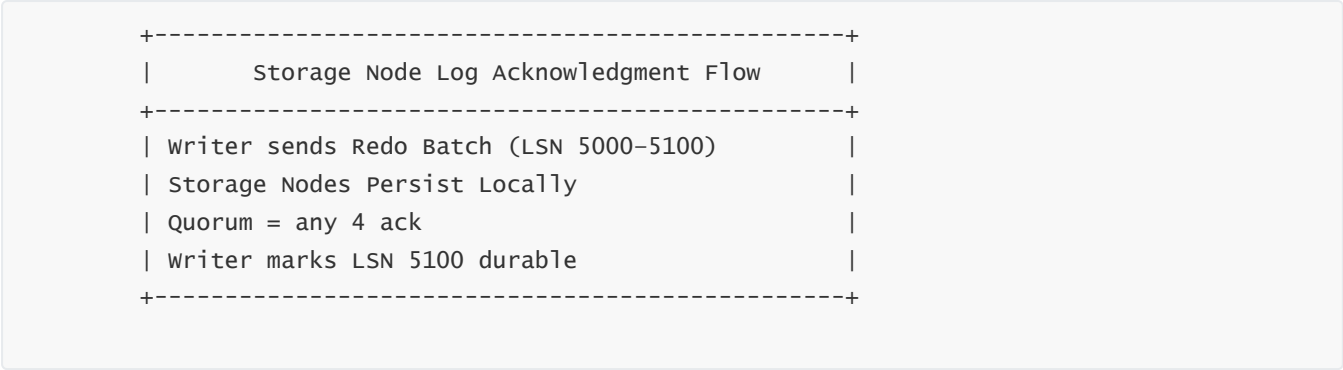 +-------------------------------------------------+
|       Storage Node Log Acknowledgment Flow      |
+-------------------------------------------------+
| Writer sends Redo Batch (LSN 5000–5100)         |
| Storage Nodes Persist Locally                   |
| Quorum = any 4 ack                              |
| Writer marks LSN 5100 durable                   |
+-------------------------------------------------+